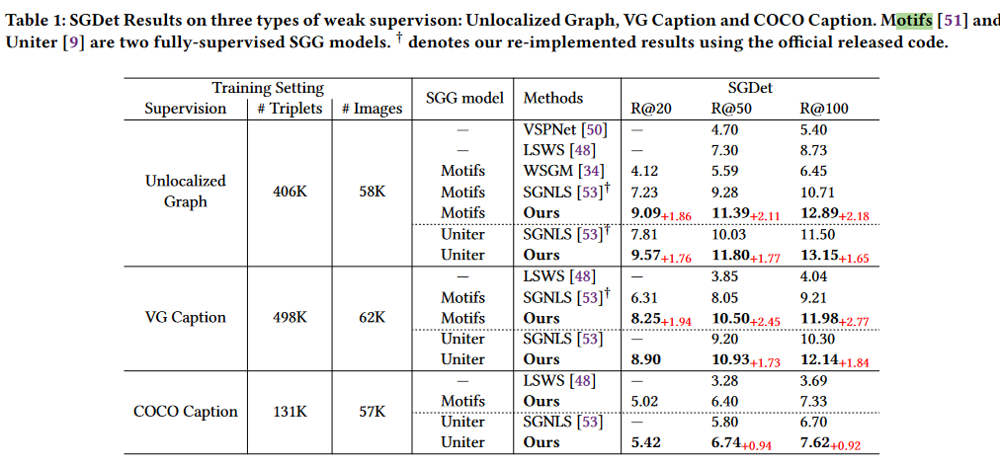 Table 1: SGDet Results on three types of weak supervison: Unlocalized Graph, VG Caption and COCO Caption. Motifs [51] and
Uniter [9] are two fully-supervised SGG models. † denotes our re-implemented results using the official released code.
Training Setting SGG model Methods SGDet
Supervision # Triplets # Images R@20 R@50 R@100
Unlocalized Graph 406K 58K — VSPNet [50] — 4.70 5.40
— LSWS [48] — 7.30 8.73
Motifs WSGM [34] 4.12 5.59 6.45
Motifs SGNLS [53]† 7.23 9.28 10.71
Motifs Ours 9.09+1.86 11.39+2.11 12.89+2.18
Uniter SGNLS [53]† 7.81 10.03 11.50
Uniter Ours 9.57+1.76 11.80+1.77 13.15+1.65
VG Caption 498K 62K — LSWS [48] — 3.85 4.04
Motifs SGNLS [53]† 6.31 8.05 9.21
Motifs Ours 8.25+1.94 10.50+2.45 11.98+2.77
Uniter SGNLS [53] — 9.20 10.30
Uniter Ours 8.90 10.93+1.73 12.14+1.84
COCO Caption 131K 57K — LSWS [48] — 3.28 3.69
Motifs Ours 5.02 6.40 7.33
Uniter SGNLS [53] — 5.80 6.70
Uniter Ours 5.42 6.74+0.94 7.62+0.92